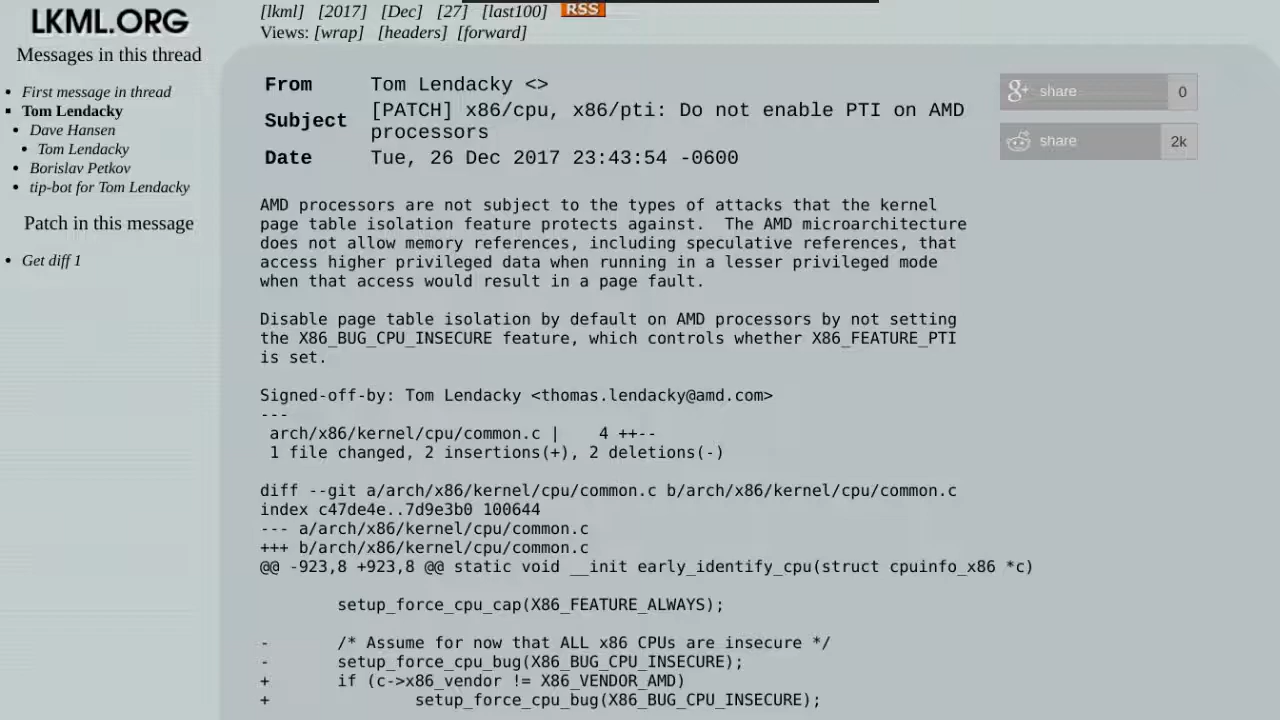 LKML.ORG
Messages in this thread
First message in thread
Tom Lendacky
Dave Hansen
Tom Lendacky
Borislav Petkov
tip-bot for Tom Lendacky
Patch in this message
Get diff 1
[lkml] [2017] [Dec] [27] [last100] RSS
Views: [wrap] [headers] [forward]
From Tom Lendacky <>
Subject [PATCH] x86/cpu, x86/pti: Do not enable PTI on AMD
processors
Date Tue, 26 Dec 2017 23:43:54 -0600
g+ share 0
share 2k
AMD processors are not subject to the types of attacks that the kernel
page table isolation feature protects against.  The AMD microarchitecture
does not allow memory references, including speculative references, that
access higher privileged data when running in a lesser privileged mode
when that access would result in a page fault.
Disable page table isolation by default on AMD processors by not setting
the X86_BUG_CPU_INSECURE feature, which controls whether X86_FEATURE_PTI
is set.
Signed-off-by: Tom Lendacky <thomas.lendacky@amd.com>
---
 arch/x86/kernel/cpu/common.c |    4 ++--
 1 file changed, 2 insertions(+), 2 deletions(-)
diff --git a/arch/x86/kernel/cpu/common.c b/arch/x86/kernel/cpu/common.c
index c47de4e..7d9e3b0 100644
--- a/arch/x86/kernel/cpu/common.c
+++ b/arch/x86/kernel/cpu/common.c
@@ -923,8 +923,8 @@ static void __init early_identify_cpu(struct cpuinfo_x86 *c)
        setup_force_cpu_cap(X86_FEATURE_ALWAYS);
-       /* Assume for now that ALL x86 CPUs are insecure */
-       setup_force_cpu_bug(X86_BUG_CPU_INSECURE);
+       if (c->x86_vendor != X86_VENDOR_AMD)
+               setup_force_cpu_bug(X86_BUG_CPU_INSECURE);